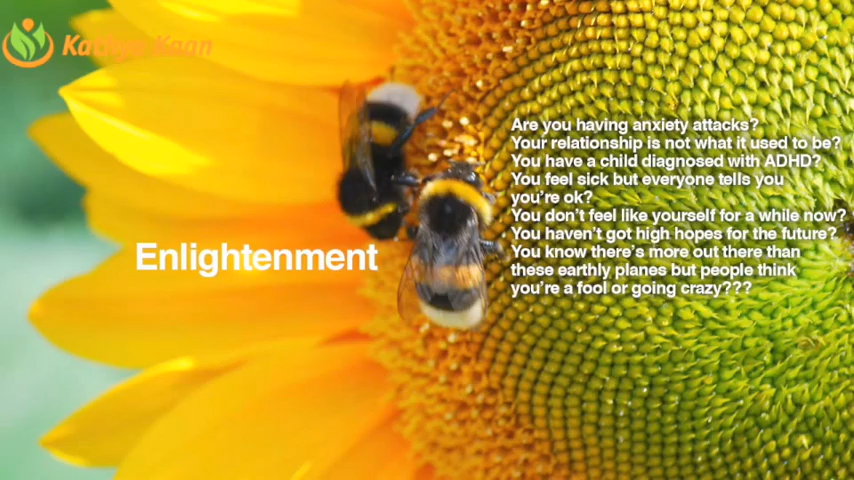 Kathye Kaan
Enlightenment
Are you having anxiety attacks?
Your relationship is not what it used to be?
You have a child diagnosed with ADHD?
You feel sick but everyone tells you
you're ok?
You don't feel like yourself for a while now?
You haven't got high hopes for the future?
You know there's more out there than
these earthly planes but people think
you're a fool or going crazy???